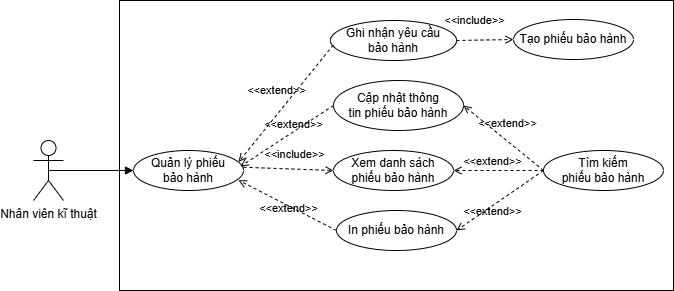 Ghi nhận yêu cầu
bảo hành
<<include>>
Tạo phiếu bảo hành
<<extend>>
Cập nhật thông
tin phiếu bảo hành
<<extend>>
<<extend>>
Quản lý phiếu
bảo hành
<<include>>
Xem danh sách
phiếu bảo hành
<<extend>>
Tìm kiếm
phiếu bảo hành
Nhân viên kĩ thuật
<<extend>>
In phiếu bảo hành
<<extend>>